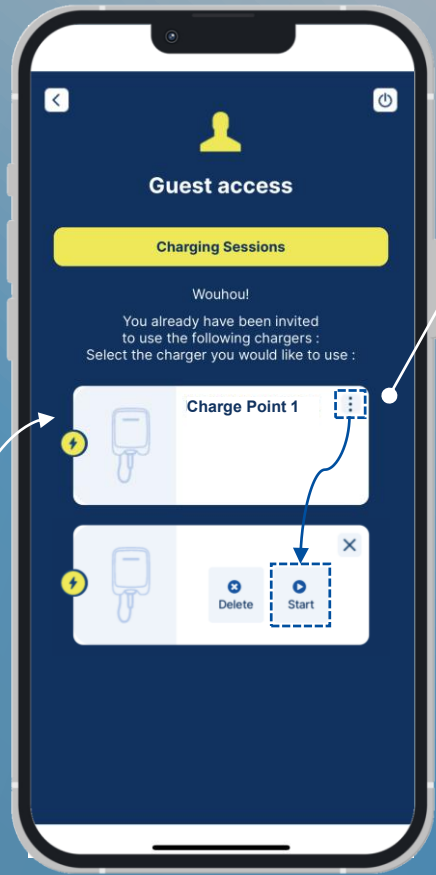 Guest access
Charging Sessions
Wouhou!
You already have been invited
to use the following chargers :
Select the charger you would like to use :
Charge Point 1
Delete
Start